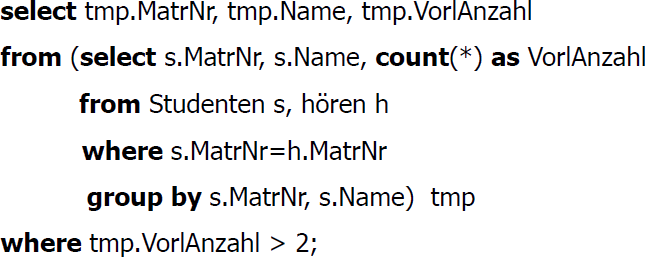 select tmp.MatrNr, tmp.Name, tmp.VorlAnzahl
from (select s.MatrNr, s.Name, count(*) as VorlAnzahl
from Studenten s, hören h
where s.MatrNr=h.MatrNr
group by s.MatrNr, s.Name) tmp
where tmp.VorlAnzahl > 2;